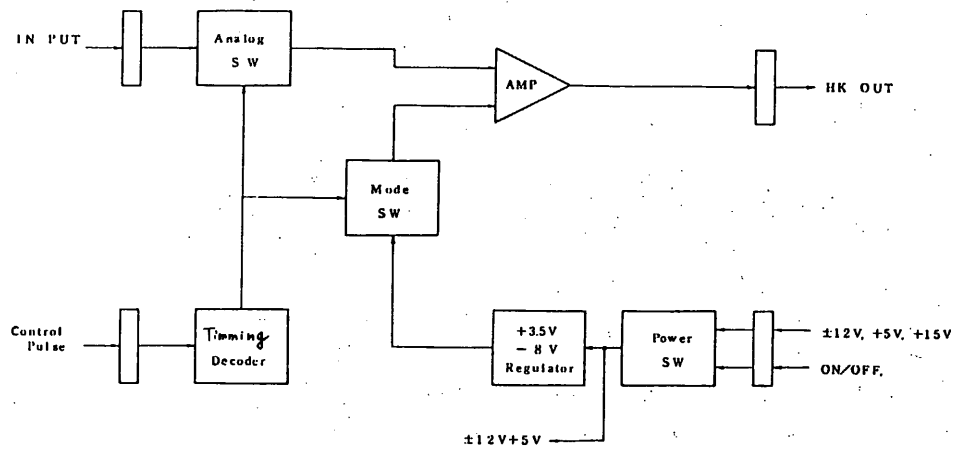 IN PUT
Analog
SW
AMP
HK OUT
Mode
SW
Control
Pulse
Timming
Decoder
+3.5V
- 8 V
Regulator
Power
SW
±12V, +5V, +15V
ON/OFF.
±12V+5V